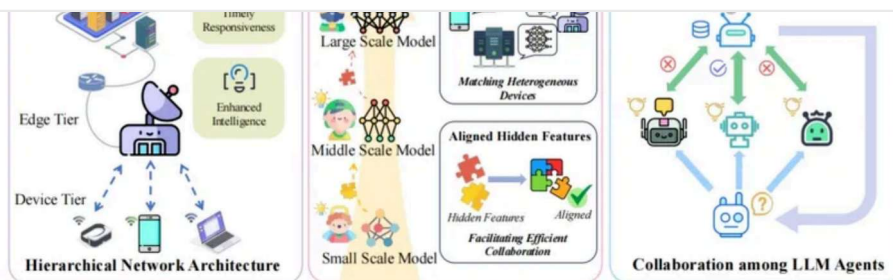 Timely
Responsiveness
Enhanced
Intelligence
Edge Tier
Device Tier
Hierarchical Network Architecture
Large Scale Model
Middle Scale Model
Small Scale Model
Matching Heterogeneous
Devices
Aligned Hidden Features
Hidden Features
Aligned
Facilitating Efficient
Collaboration
Collaboration among LLM Agents